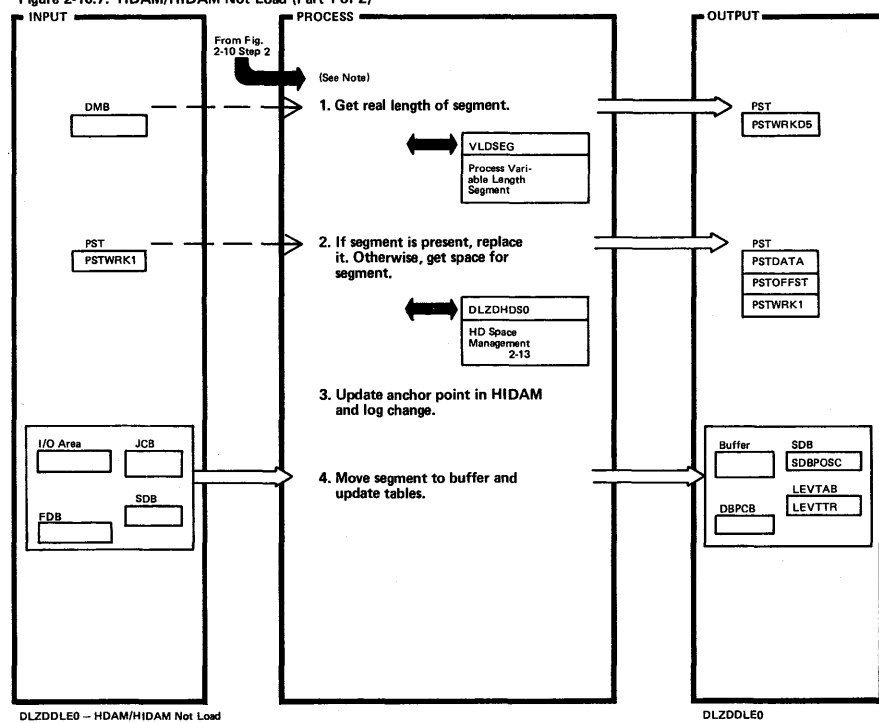 Figure 2-10.7. HIDAM/HIDAM Not Load (Part 1 of 2)
INPUT
PROCESS
OUTPUT
From Fig.
2-10 Step 2
(See Note)
DMB
1. Get real length of segment.
PST
PSTWRKD5
VLDSEG
Process Vari-
able Length
Segment
PST
PSTWRK1
2. If segment is present, replace
it. Otherwise, get space for
segment.
PST
PSTDATA
PSTOFFST
PSTWRK1
DLZDHDS0
HD Space
Management
2-13
3. Update anchor point in HIDAM
and log change.
I/O Area
JCB
FDB
SDB
4. Move segment to buffer and
update tables.
Buffer
SDB
SDBPOSC
DBPCB
LEVTAB
LEVTTR
DLZDDLE0 – HDAM/HIDAM Not Load
DLZDDLE0